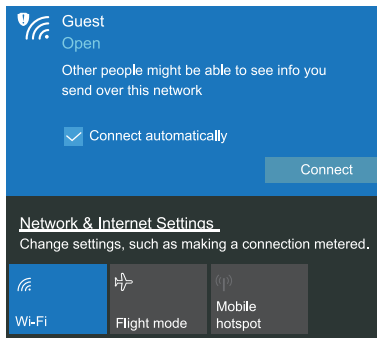 Guest
Open
Other people might be able to see info you
send over this network
Connect automatically
Connect
Network & Internet Settings
Change settings, such as making a connection metered.
Wi-Fi
Flight mode
Mobile
hotspot